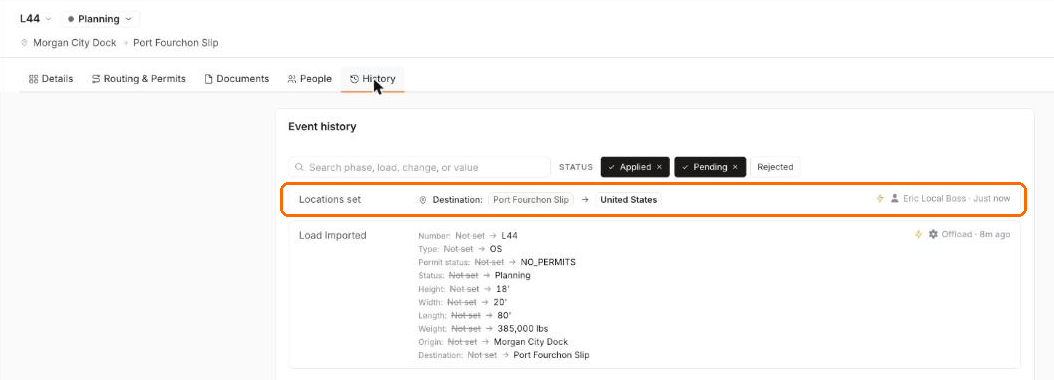 L44 Planning
Morgan City Dock → Port Fourchon Slip
Details Routing & Permits Documents People History
Event history
Search phase, load, change, or value STATUS ✓ Applied × ✓ Pending × Rejected
Locations set Destination: Port Fourchon Slip → United States Eric Local Boss · Just now
Load Imported Number: Not set → L44 Offload · 8m ago
Type: Not set → OS
Permit status: Not set → NO_PERMITS
Status: Not set → Planning
Height: Not set → 18'
Width: Not set → 20'
Length: Not set → 80'
Weight: Not set → 385,000 lbs
Origin: Not set → Morgan City Dock
Destination: Not set → Port Fourchon Slip